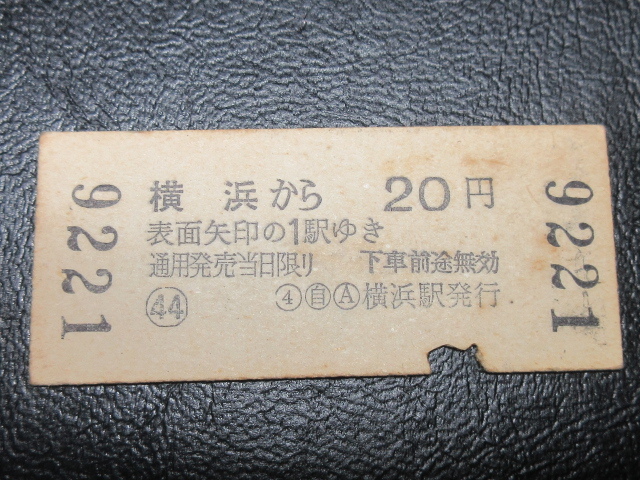 横浜から 20円
表面矢印の1駅ゆき
通用発売当日限り 下車前途無効
㊹ ④㉂Ⓐ横浜駅発行
9221
9221